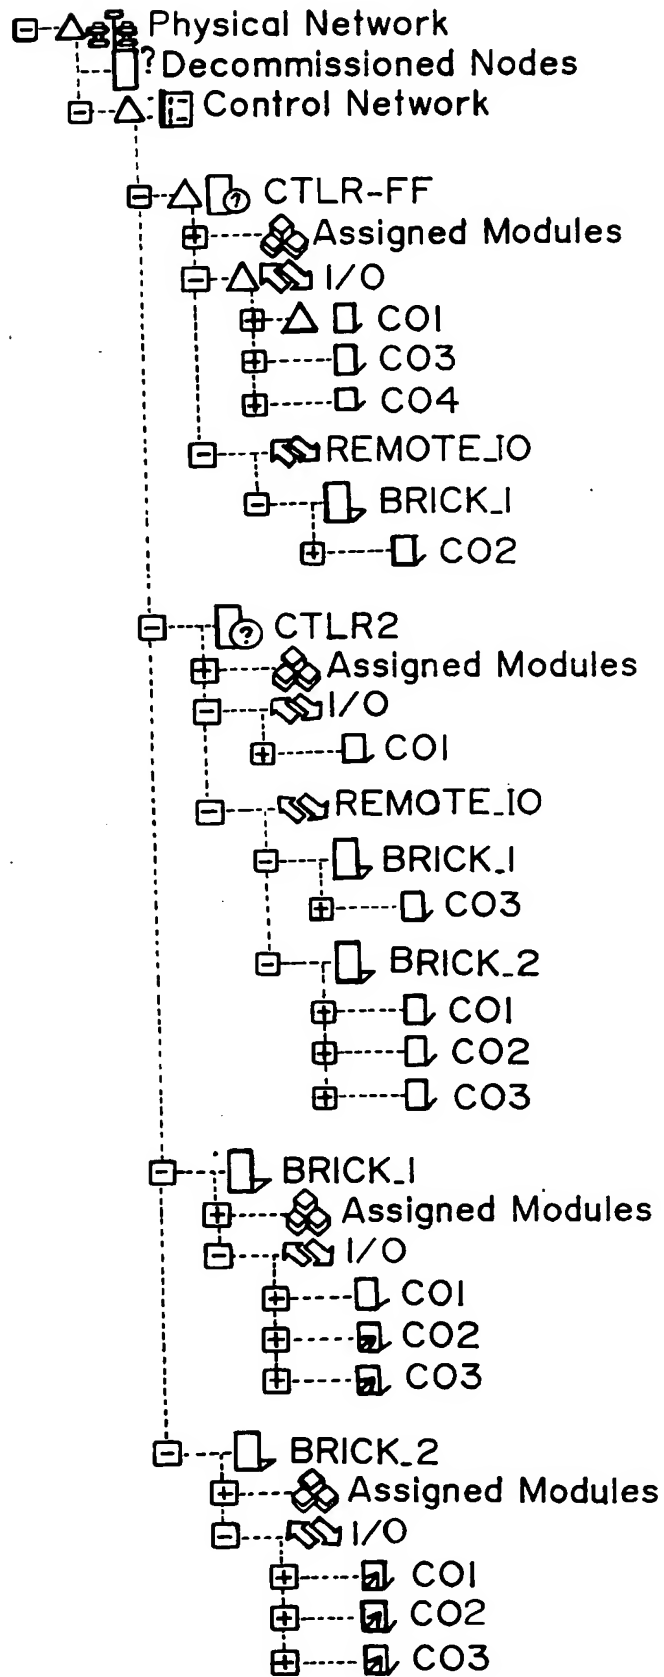 Physical Network
? Decommissioned Nodes
Control Network
? CTLR-FF
Assigned Modules
I/O
CO1
CO3
CO4
REMOTE_IO
BRICK_1
CO2
? CTLR2
Assigned Modules
I/O
CO1
REMOTE_IO
BRICK_1
CO3
BRICK_2
CO1
CO2
CO3
BRICK_1
Assigned Modules
I/O
CO1
CO2
CO3
BRICK_2
Assigned Modules
I/O
CO1
CO2
CO3